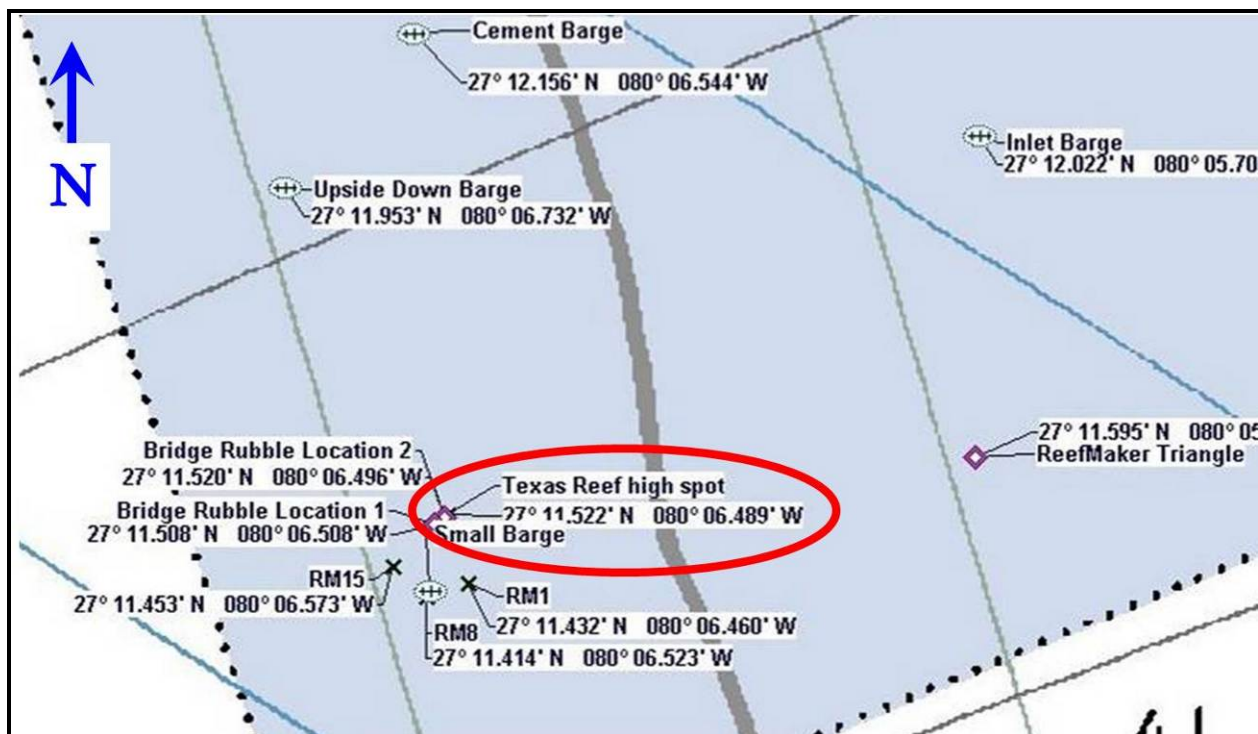 Cement Barge
27° 12.156' N 080° 06.544' W
N
Inlet Barge
27° 12.022' N 080° 05.70
Upside Down Barge
27° 11.953' N 080° 06.732' W
27° 11.595' N 080° 05
ReefMaker Triangle
Bridge Rubble Location 2
27° 11.520' N 080° 06.496' W
Texas Reef high spot
27° 11.522' N 080° 06.489' W
Bridge Rubble Location 1
27° 11.508' N 080° 06.508' W
Small Barge
RM15
27° 11.453' N 080° 06.573' W
RM1
27° 11.432' N 080° 06.460' W
RM8
27° 11.414' N 080° 06.523' W